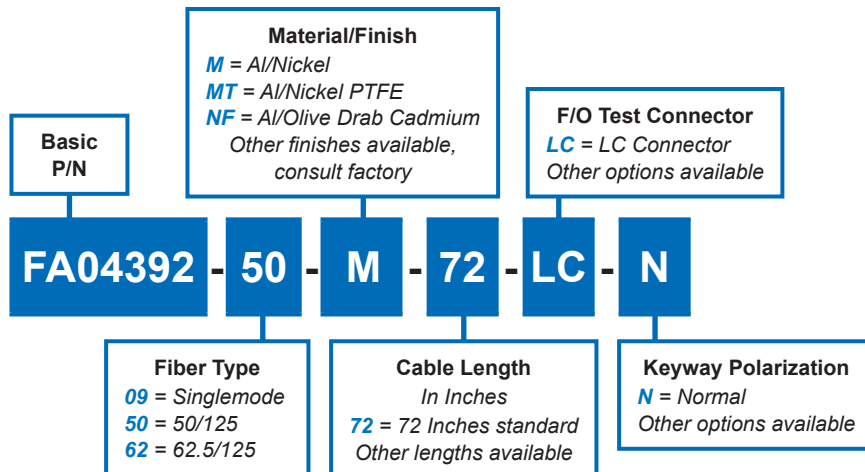 Material/Finish
M = Al/Nickel
MT = Al/Nickel PTFE
NF = Al/Olive Drab Cadmium
Other finishes available,
consult factory
F/O Test Connector
LC = LC Connector
Other options available
Basic
P/N
FA04392 - 50 - M - 72 - LC - N
Fiber Type
09 = Singlemode
50 = 50/125
62 = 62.5/125
Cable Length
In Inches
72 = 72 Inches standard
Other lengths available
Keyway Polarization
N = Normal
Other options available